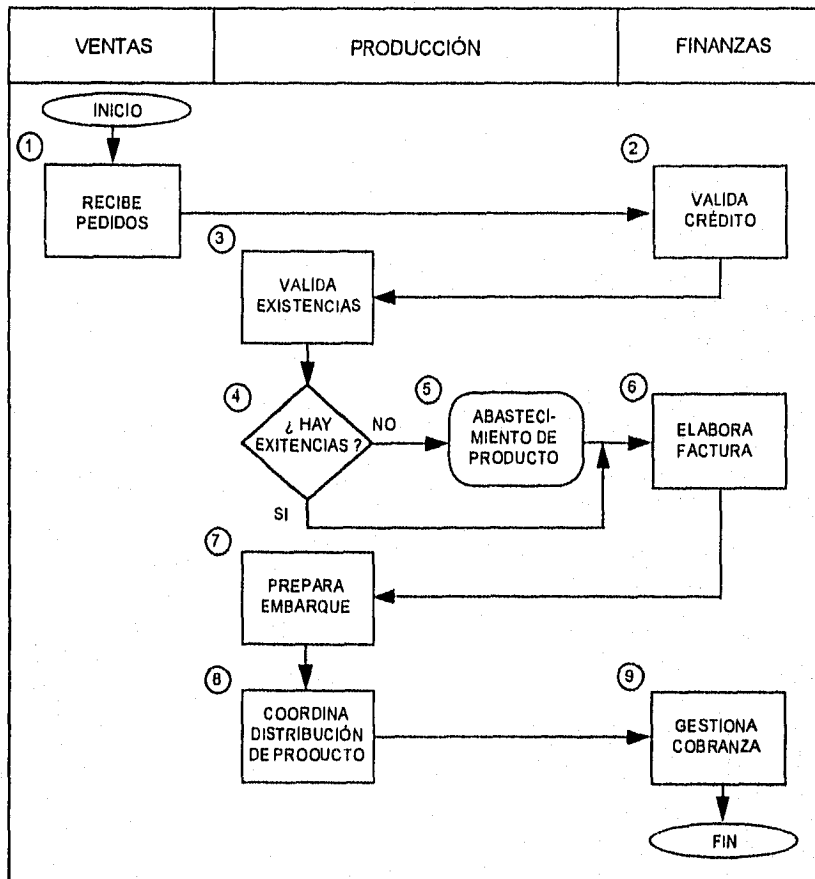 VENTAS
PRODUCCIÓN
FINANZAS
INICIO
1
2
RECIBE
PEDIDOS
VALIDA
CRÉDITO
3
VALIDA
EXISTENCIAS
4
¿ HAY
EXITENCIAS ?
NO
5
ABASTECI-
MIENTO DE
PRODUCTO
6
ELABORA
FACTURA
SI
7
PREPARA
EMBARQUE
8
COORDINA
DISTRIBUCIÓN
DE PRODUCTO
9
GESTIONA
COBRANZA
FIN